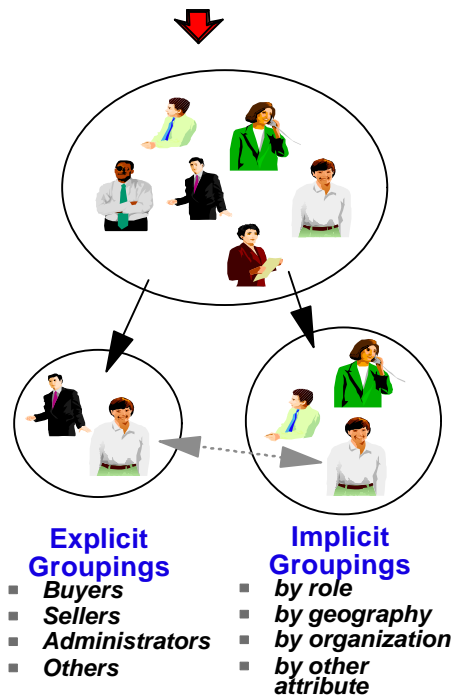 Explicit
Groupings
Buyers
Sellers
Administrators
Others
Implicit
Groupings
by role
by geography
by organization
by other
attribute